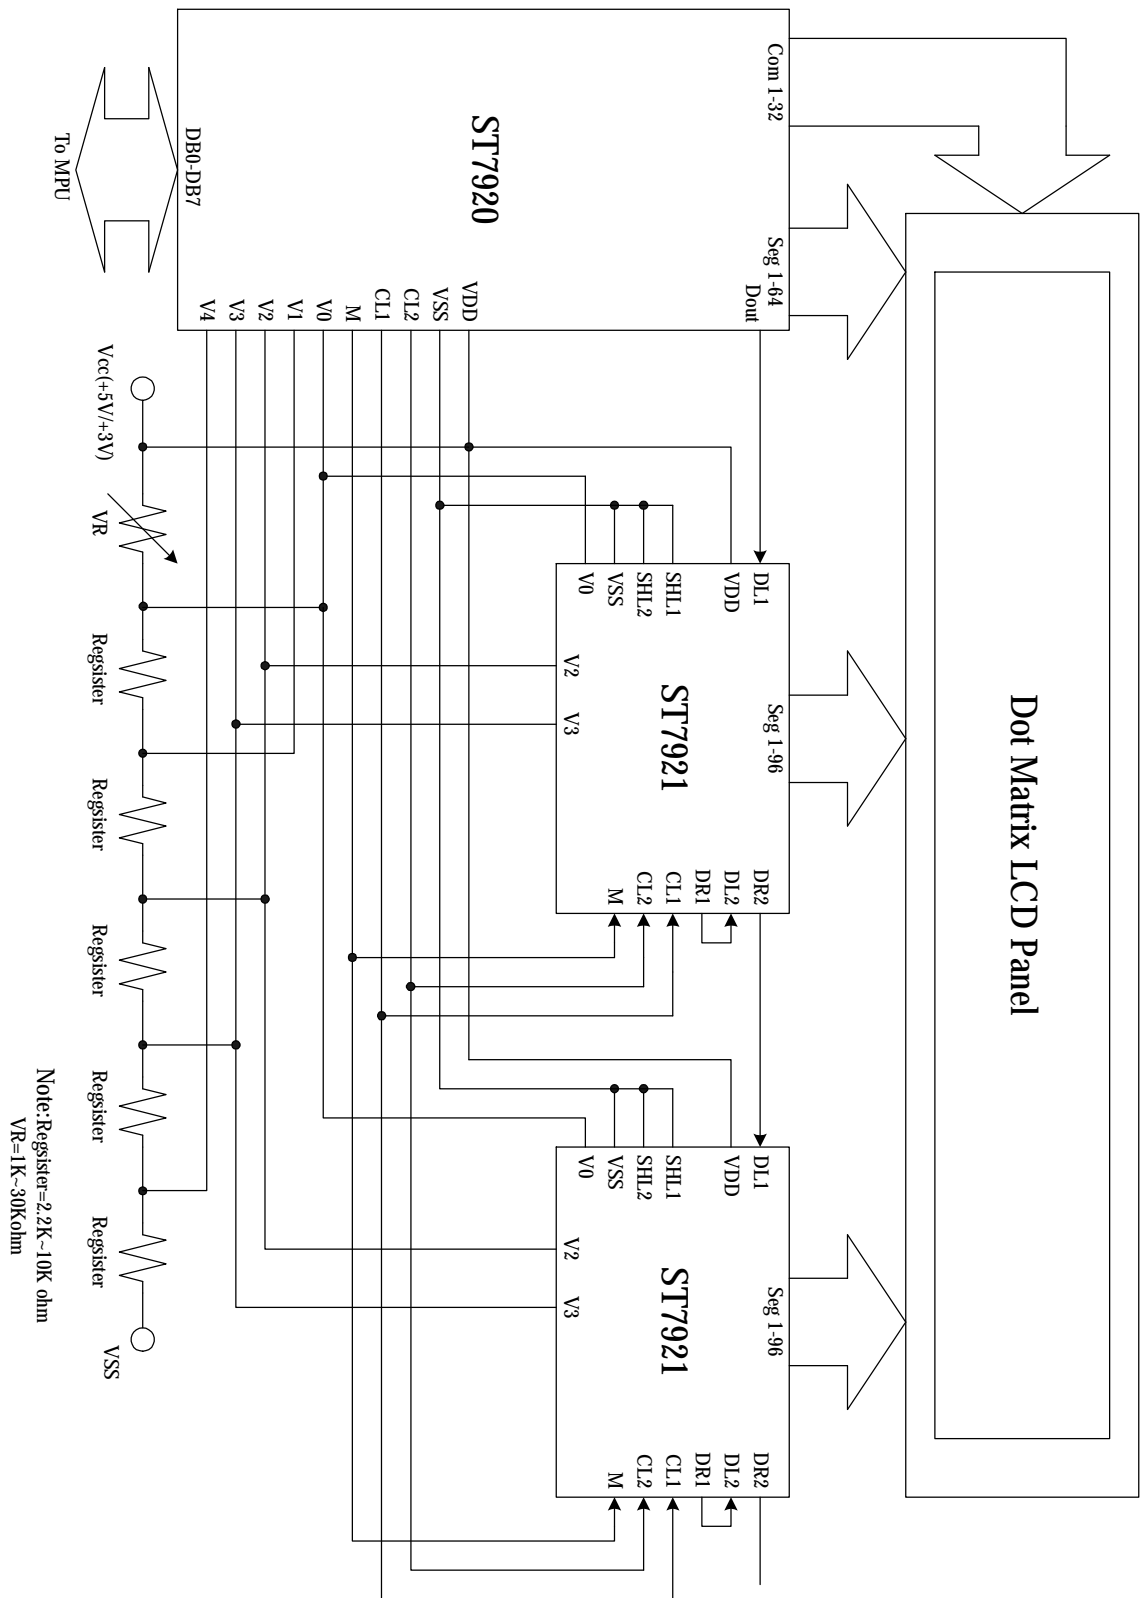 Dot Matrix LCD Panel
Com 1-32
Seg 1-64
Seg 1-96
Seg 1-96
Dout
ST7920
DB0-DB7
To MPU
VDD
VSS
CL2
CL1
M
V0
V1
V2
V3
V4
DL1
VDD
SHL1
SHL2
VSS
V0
V2
V3
ST7921
DR2
DL2
DR1
CL1
CL2
M
DL1
VDD
SHL1
SHL2
VSS
V0
V2
V3
ST7921
DR2
DL2
DR1
CL1
CL2
M
Vcc(+5V/+3V)
VR
Regsister
Regsister
Regsister
Regsister
Regsister
VSS
Note:Regsister=2.2K~10K ohm
VR=1K~30Kohm